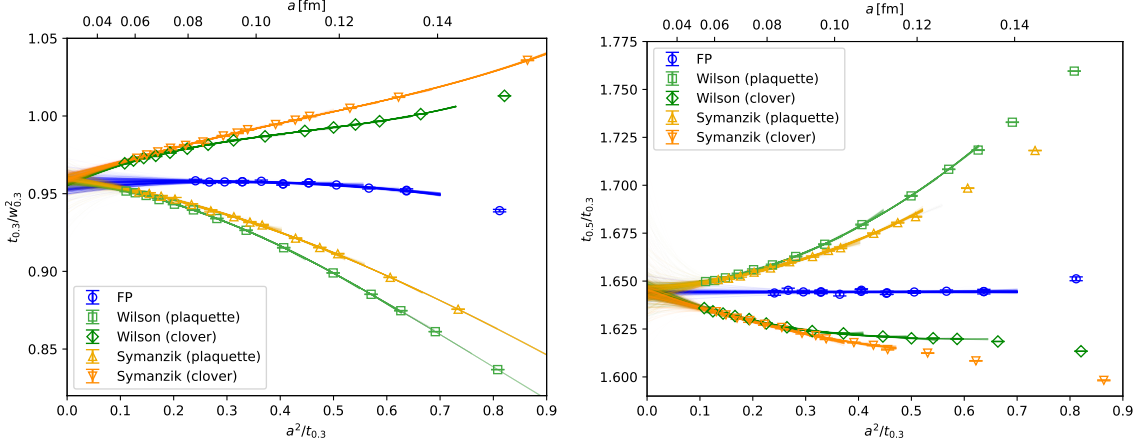 a [fm]
0.04 0.06 0.08 0.10 0.12 0.14
1.05
1.00
0.95
0.90
0.85
t0.3/w²0.3
FP
Wilson (plaquette)
Wilson (clover)
Symanzik (plaquette)
Symanzik (clover)
0.0 0.1 0.2 0.3 0.4 0.5 0.6 0.7 0.8 0.9
a²/t0.3
a [fm]
0.04 0.06 0.08 0.10 0.12 0.14
1.775
1.750
1.725
1.700
1.675
1.650
1.625
1.600
t0.5/t0.3
FP
Wilson (plaquette)
Wilson (clover)
Symanzik (plaquette)
Symanzik (clover)
0.0 0.1 0.2 0.3 0.4 0.5 0.6 0.7 0.8 0.9
a²/t0.3